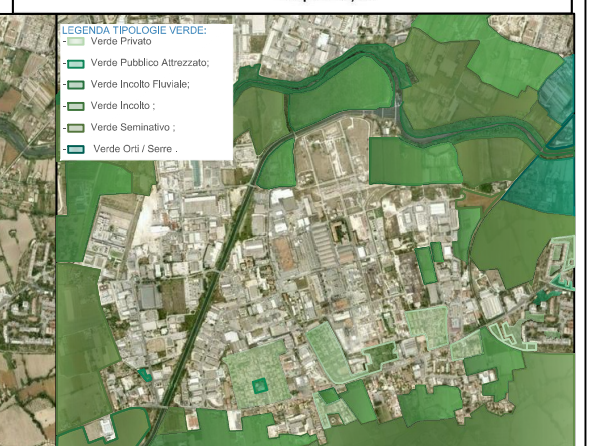 LEGENDA TIPOLOGIE VERDE:
- Verde Privato
- Verde Pubblico Attrezzato;
- Verde Incolto Fluviale;
- Verde Incolto ;
- Verde Seminativo ;
- Verde Orti / Serre .